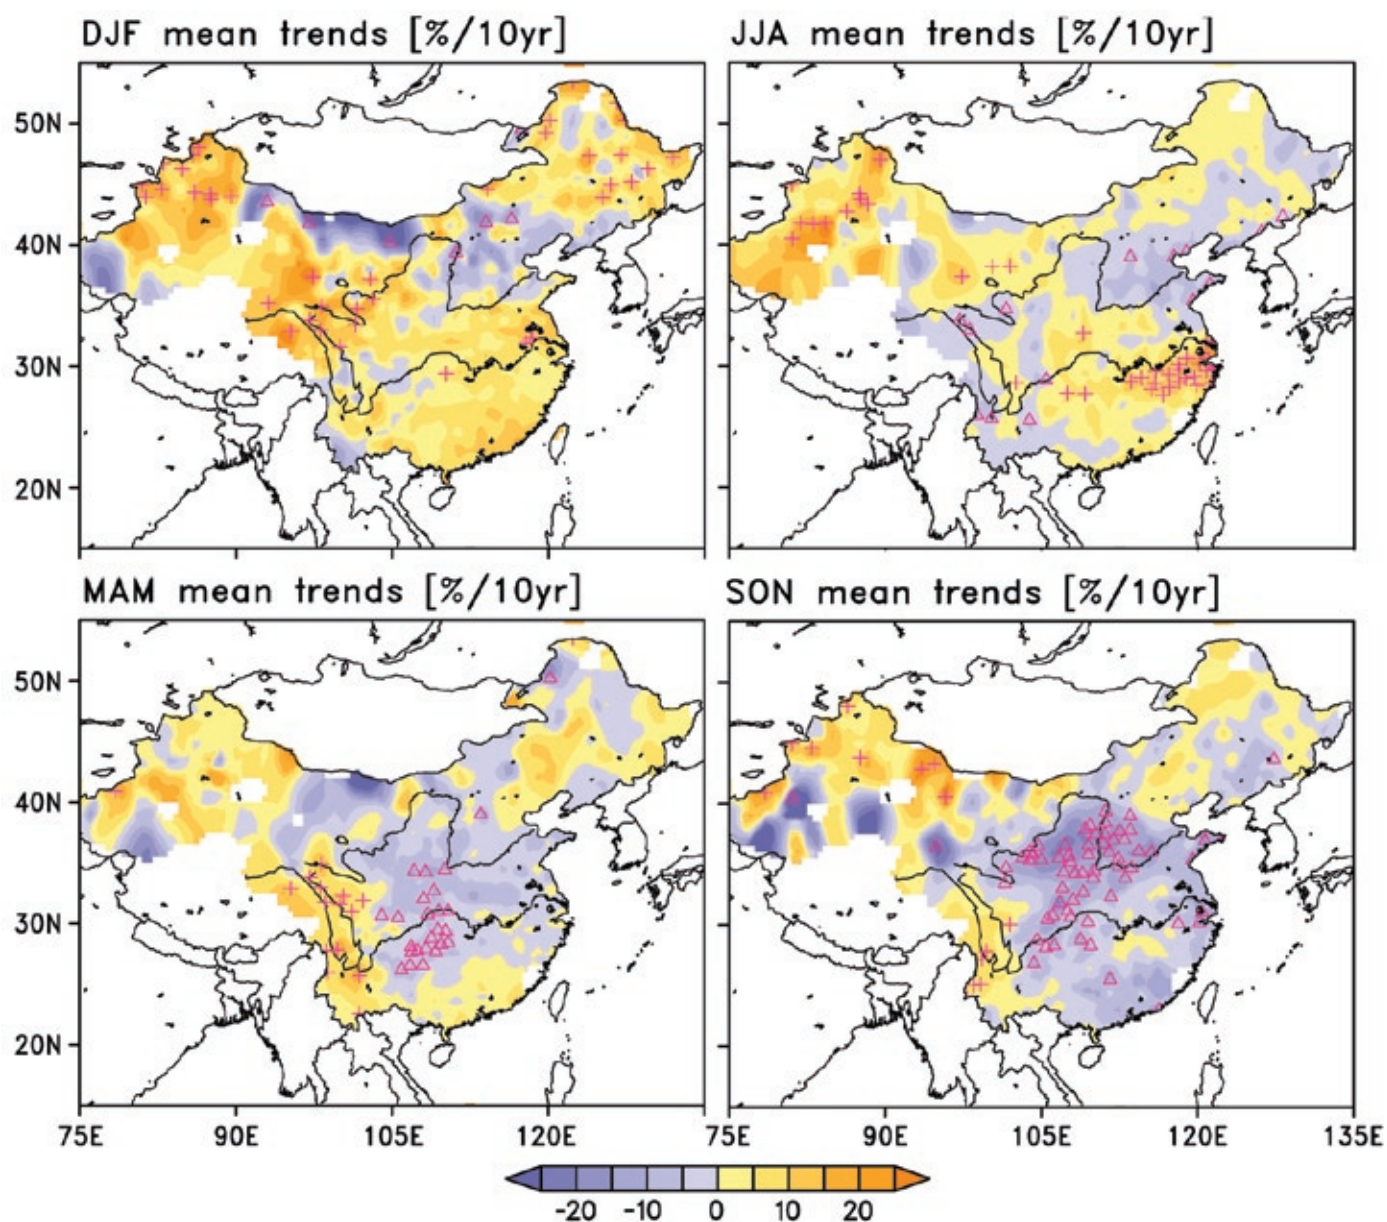 DJF mean trends [%/10yr]
JJA mean trends [%/10yr]
50N
40N
30N
20N
MAM mean trends [%/10yr]
SON mean trends [%/10yr]
50N
40N
30N
20N
75E 90E 105E 120E
75E 90E 105E 120E 135E
-20 -10 0 10 20